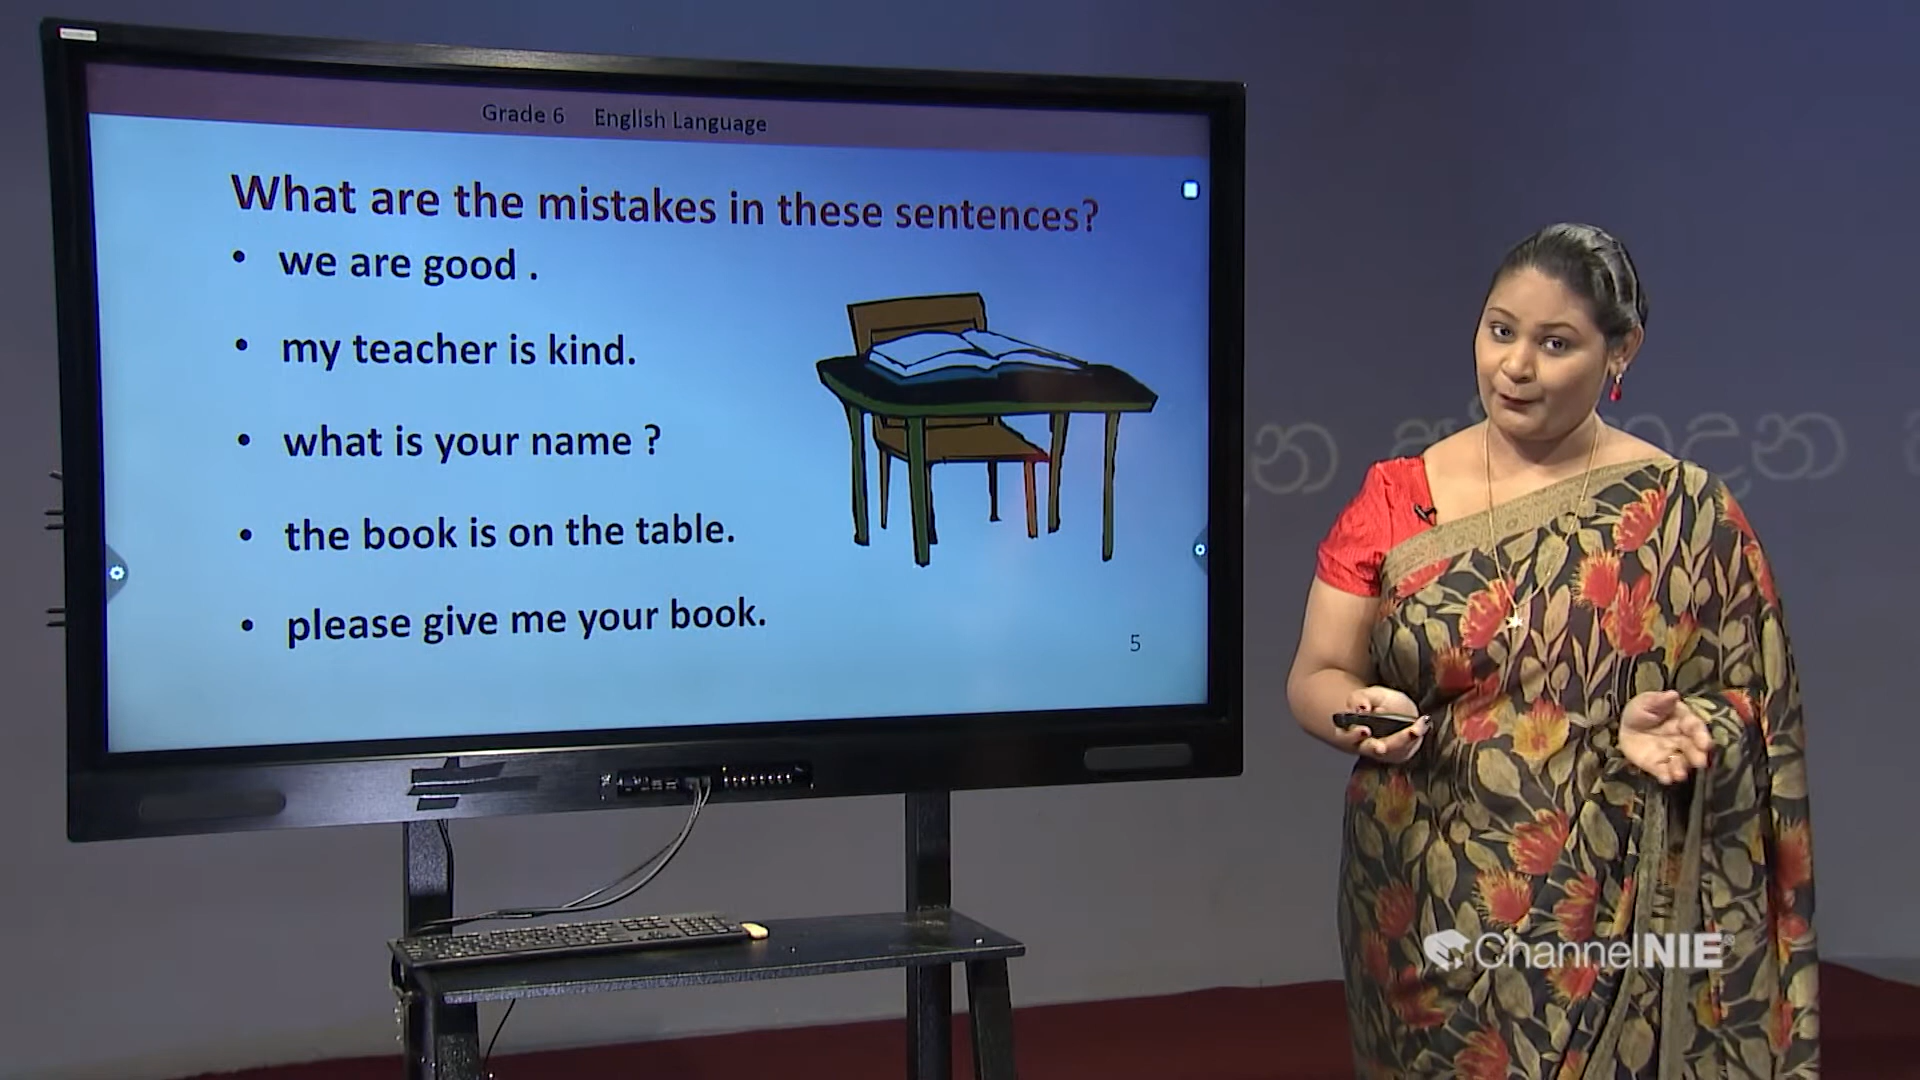 Grade 6 English Language
What are the mistakes in these sentences?
• we are good .
• my teacher is kind.
• what is your name ?
• the book is on the table.
• please give me your book.
5
ChannelNIE